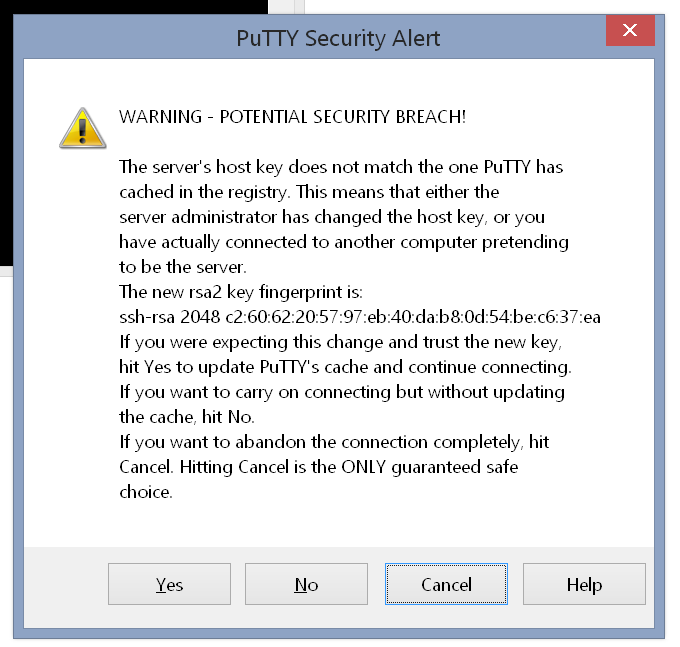 PuTTY Security Alert
WARNING - POTENTIAL SECURITY BREACH!
The server's host key does not match the one PuTTY has
cached in the registry. This means that either the
server administrator has changed the host key, or you
have actually connected to another computer pretending
to be the server.
The new rsa2 key fingerprint is:
ssh-rsa 2048 c2:60:62:20:57:97:eb:40:da:b8:0d:54:be:c6:37:ea
If you were expecting this change and trust the new key,
hit Yes to update PuTTY's cache and continue connecting.
If you want to carry on connecting but without updating
the cache, hit No.
If you want to abandon the connection completely, hit
Cancel. Hitting Cancel is the ONLY guaranteed safe
choice.
Yes No Cancel Help